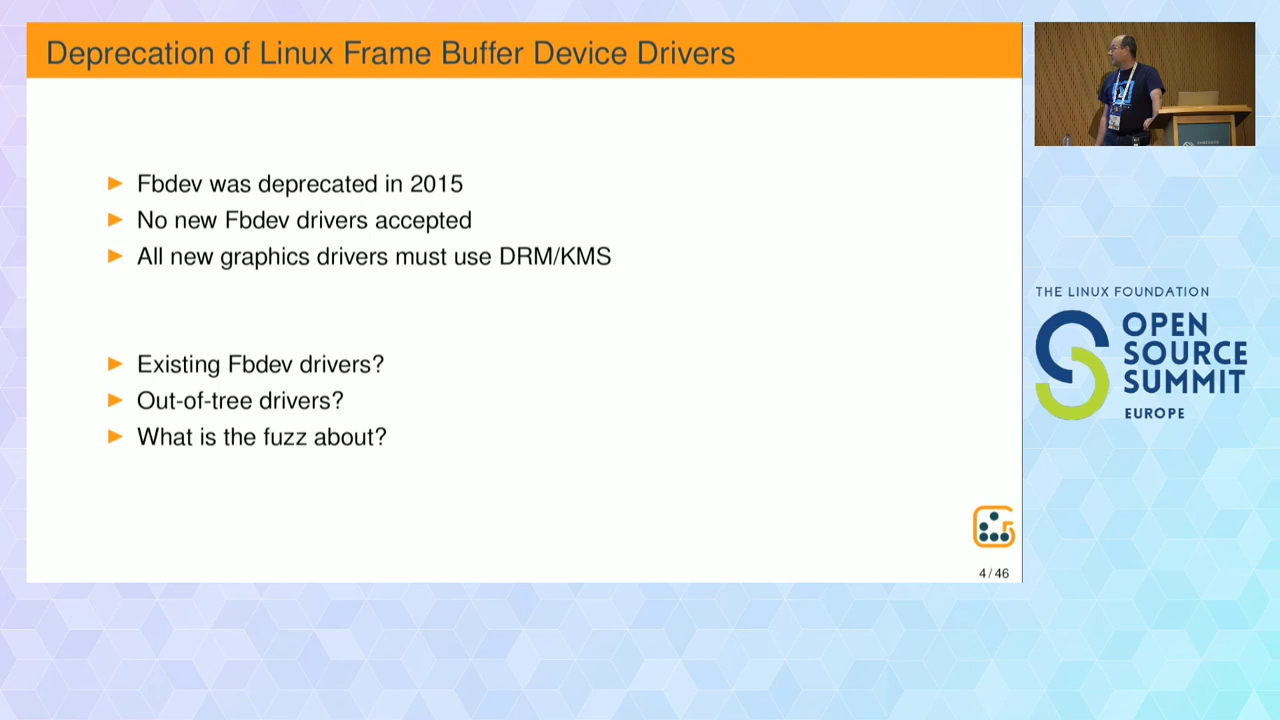 Deprecation of Linux Frame Buffer Device Drivers
Fbdev was deprecated in 2015
No new Fbdev drivers accepted
All new graphics drivers must use DRM/KMS
Existing Fbdev drivers?
Out-of-tree drivers?
What is the fuzz about?
4 / 46
THE LINUX FOUNDATION
OPEN
SOURCE
SUMMIT
EUROPE